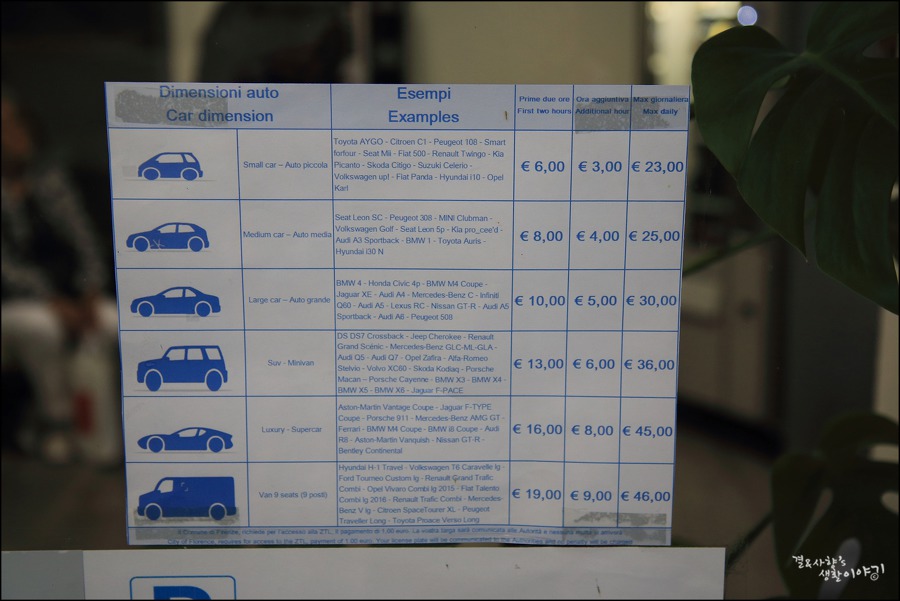 Dimensioni auto
Car dimension
Esempi
Examples
Prime due ore
First two hours
Ora aggiuntiva
Additional hour
Max giornaliera
Max daily
Small car – Auto piccola
Toyota AYGO - Citroen C1 - Peugeot 108 - Smart
forfour - Seat Mii - Fiat 500 - Renault Twingo - Kia
Picanto - Skoda Citigo - Suzuki Celerio -
Volkswagen up! - Fiat Panda - Hyundai i10 - Opel
Karl
€ 6,00
€ 3,00
€ 23,00
Medium car – Auto media
Seat Leon SC - Peugeot 308 - MINI Clubman -
Volkswagen Golf - Seat Leon 5p - Kia pro_cee'd -
Audi A3 Sportback - BMW 1 - Toyota Auris -
Hyundai i30 N
€ 8,00
€ 4,00
€ 25,00
Large car – Auto grande
BMW 4 - Honda Civic 4p - BMW M4 Coupe -
Jaguar XE - Audi A4 - Mercedes-Benz C - Infiniti
Q60 - Audi A5 - Lexus RC - Nissan GT-R - Audi A5
Sportback - Audi A6 - Peugeot 508
€ 10,00
€ 5,00
€ 30,00
Suv - Minivan
DS DS7 Crossback - Jeep Cherokee - Renault
Grand Scénic - Mercedes-Benz GLC-ML-GLA -
Audi Q5 - Audi Q7 - Opel Zafira - Alfa-Romeo
Stelvio - Volvo XC60 - Skoda Kodiaq - Porsche
Macan – Porsche Cayenne - BMW X3 - BMW X4 -
BMW X5 - BMW X6 - Jaguar F-PACE
€ 13,00
€ 6,00
€ 36,00
Luxury - Supercar
Aston-Martin Vantage Coupe - Jaguar F-TYPE
Coupe - Porsche 911 - Mercedes-Benz AMG GT -
Ferrari - BMW M4 Coupe - BMW i8 Coupe - Audi
R8 - Aston-Martin Vanquish - Nissan GT-R -
Bentley Continental
€ 16,00
€ 8,00
€ 45,00
Van 9 seats (9 posti)
Hyundai H-1 Travel - Volkswagen T6 Caravelle lg -
Ford Tourneo Custom lg - Renault Grand Trafic
Combi - Opel Vivaro Combi lg 2015 - Fiat Talento
Combi lg 2016 - Renault Trafic Combi - Mercedes-
Benz V lg - Citroen SpaceTourer XL - Peugeot
Traveller Long - Toyota Proace Verso Long
€ 19,00
€ 9,00
€ 46,00
Il Comune di Firenze, richiede per l'accesso alla ZTL, il pagamento di 1,00 euro. La vostra targa sarà comunicata alle Autorità e nessuna multa vi arriverà
City of Florence, requires for access to the ZTL, payment of 1,00 euro. Your license plate will be communicated to the Authorities and no penalty will be charged
생활이야기